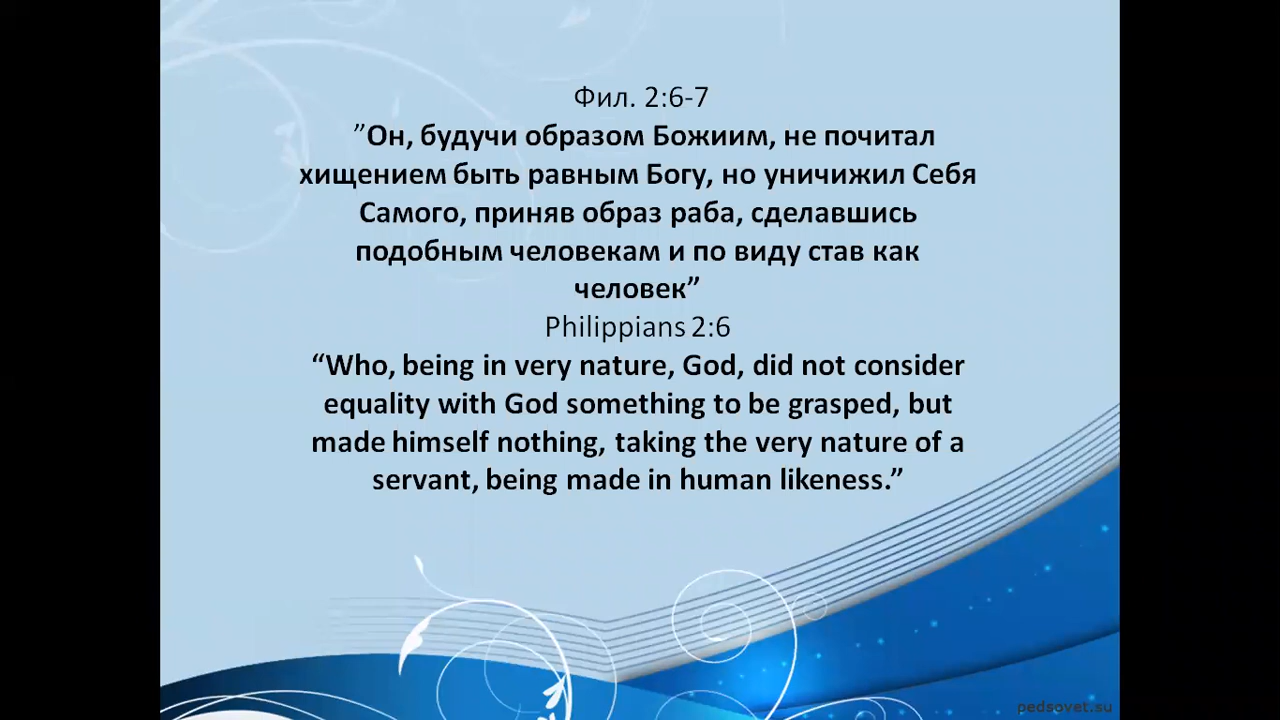 Фил. 2:6-7
”Он, будучи образом Божиим, не почитал
хищением быть равным Богу, но уничижил Себя
Самого, приняв образ раба, сделавшись
подобным человекам и по виду став как
человек”
Philippians 2:6
“Who, being in very nature, God, did not consider
equality with God something to be grasped, but
made himself nothing, taking the very nature of a
servant, being made in human likeness.”
pedsovet.su